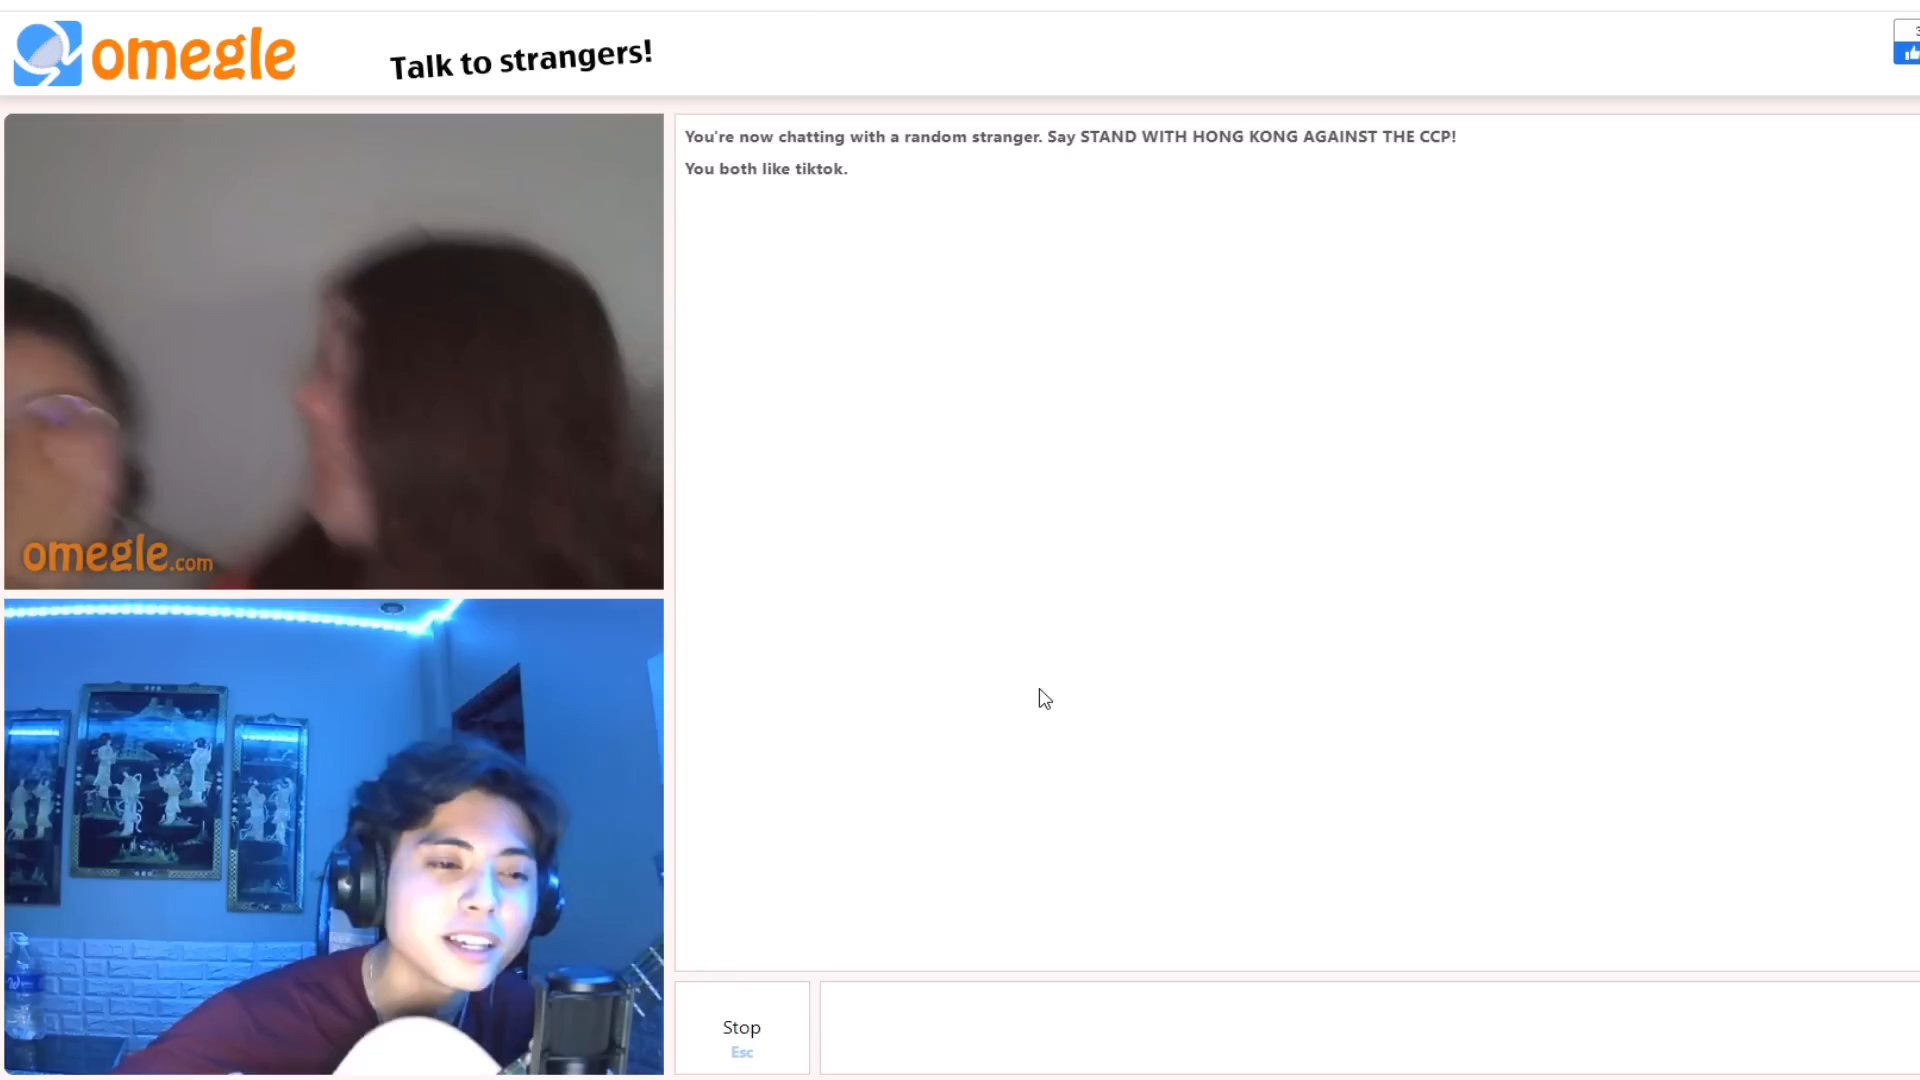 omegle
Talk to strangers!
You're now chatting with a random stranger. Say STAND WITH HONG KONG AGAINST THE CCP!
You both like tiktok.
omegle.com
Stop
Esc